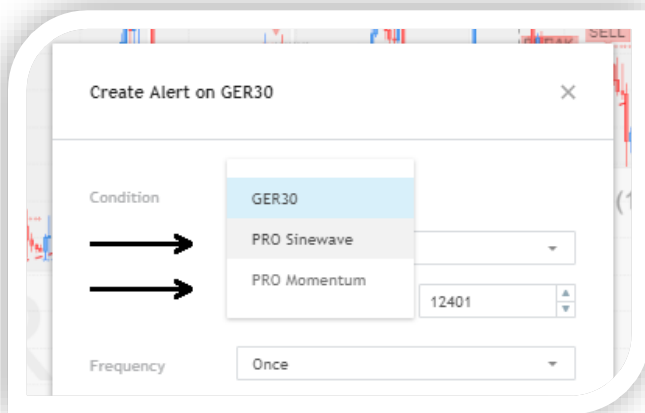 SELL
Create Alert on GER30
Condition
GER30
PRO Sinewave
PRO Momentum
12401
Frequency
Once